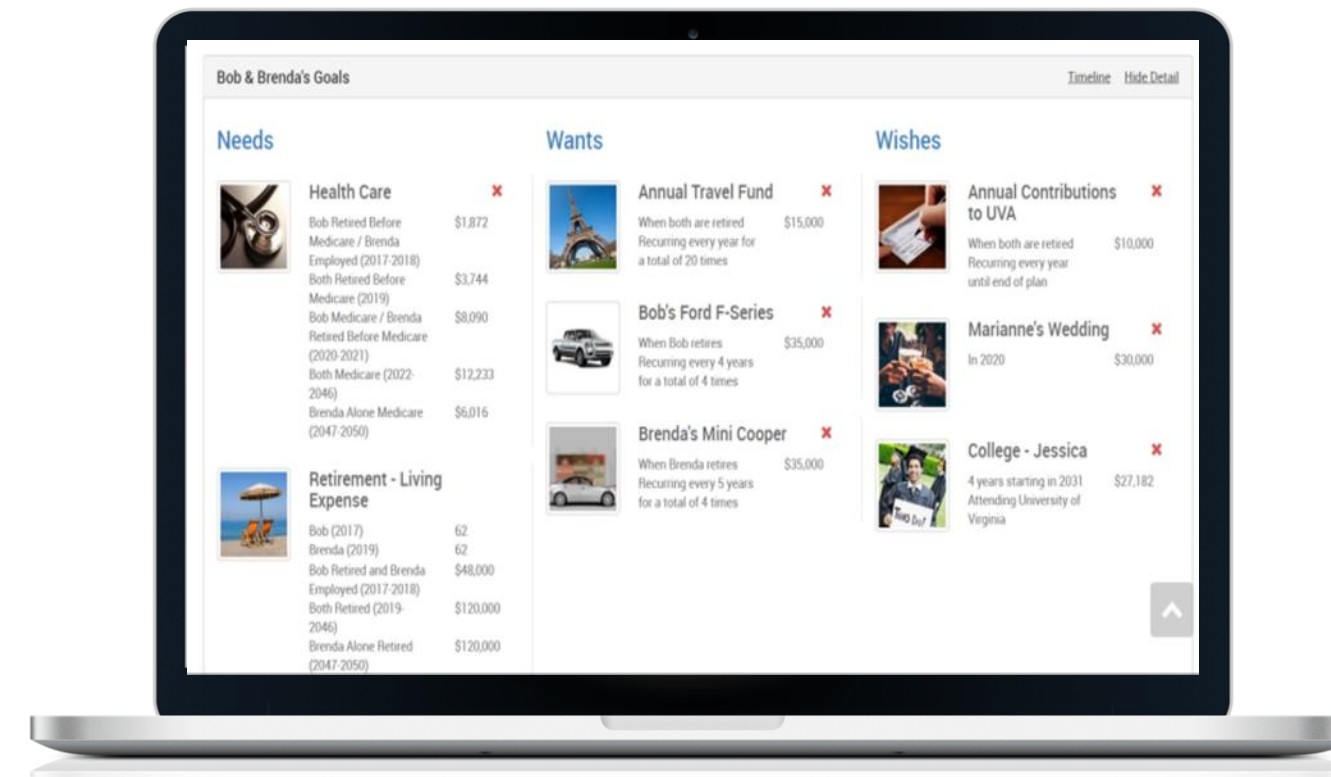 Bob & Brenda's Goals
Timeline Hide Detail
Needs
Health Care
Bob Retired Before $1,872
Medicare / Brenda
Employed (2017-2018)
Both Retired Before $3,744
Medicare (2019)
Bob Medicare / Brenda $8,090
Retired Before Medicare
(2020-2021)
Both Medicare (2022- $12,233
2046)
Brenda Alone Medicare $6,016
(2047-2050)
Retirement - Living
Expense
Bob (2017) 62
Brenda (2019) 62
Bob Retired and Brenda $48,000
Employed (2017-2018)
Both Retired (2019- $120,000
2046)
Brenda Alone Retired $120,000
(2047-2050)
Wants
Annual Travel Fund
When both are retired $15,000
Recurring every year for
a total of 20 times
Bob's Ford F-Series
When Bob retires $35,000
Recurring every 4 years
for a total of 4 times
Brenda's Mini Cooper
When Brenda retires $35,000
Recurring every 5 years
for a total of 4 times
Wishes
Annual Contributions
to UVA
When both are retired $10,000
Recurring every year
until end of plan
Marianne's Wedding
In 2020 $30,000
College - Jessica
4 years starting in 2031 $27,182
Attending University of
Virginia